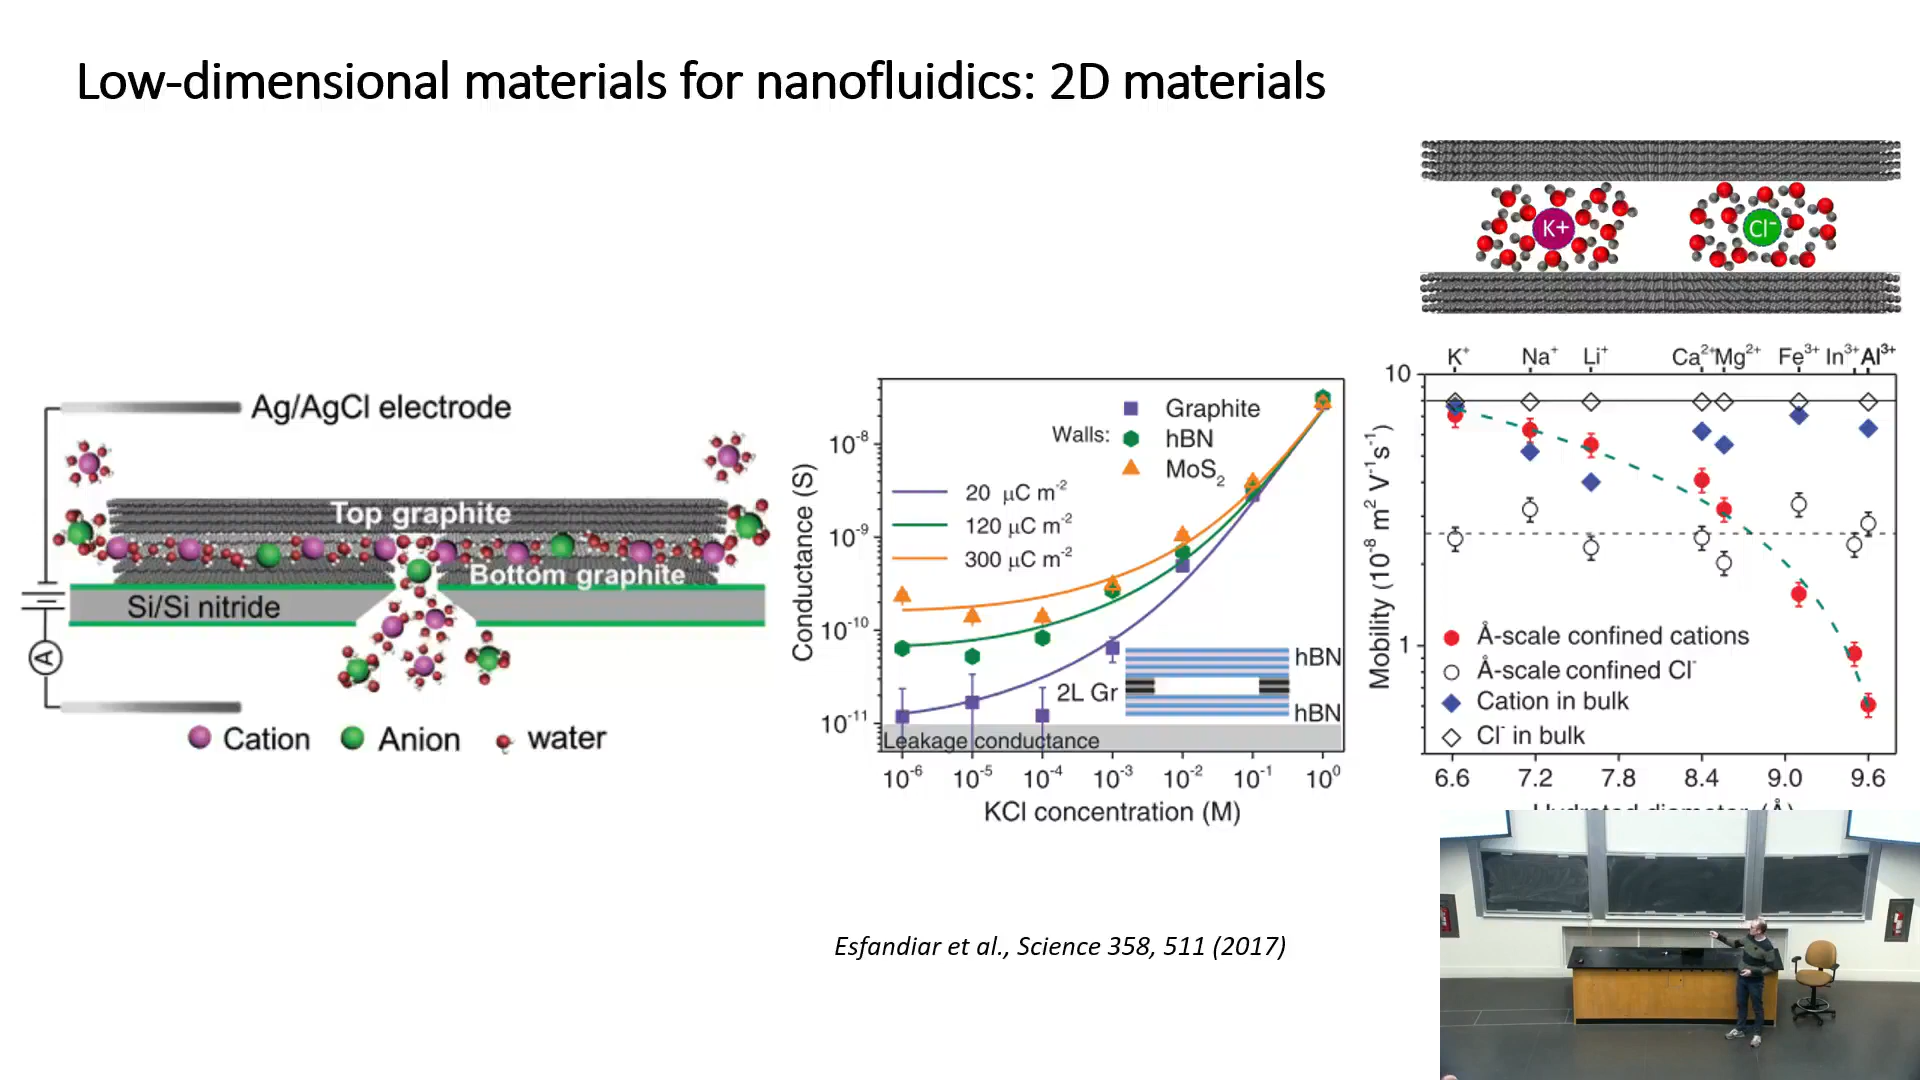 Low-dimensional materials for nanofluidics: 2D materials
K+
Cl⁻
Ag/AgCl electrode
Top graphite
Bottom graphite
Si/Si nitride
A
Cation
Anion
water
Conductance (S)
10⁻⁸
10⁻⁹
10⁻¹⁰
10⁻¹¹
Walls:
Graphite
hBN
MoS₂
20 μC m⁻²
120 μC m⁻²
300 μC m⁻²
2L Gr
hBN
hBN
Leakage conductance
10⁻⁶ 10⁻⁵ 10⁻⁴ 10⁻³ 10⁻² 10⁻¹ 10⁰
KCl concentration (M)
K⁺ Na⁺ Li⁺ Ca²⁺ Mg²⁺ Fe³⁺ In³⁺ Al³⁺
10
1
Mobility (10⁻⁸ m² V⁻¹s⁻¹)
Å-scale confined cations
Å-scale confined Cl⁻
Cation in bulk
Cl⁻ in bulk
6.6 7.2 7.8 8.4 9.0 9.6
Hydrated diameter (Å)
Esfandiar et al., Science 358, 511 (2017)